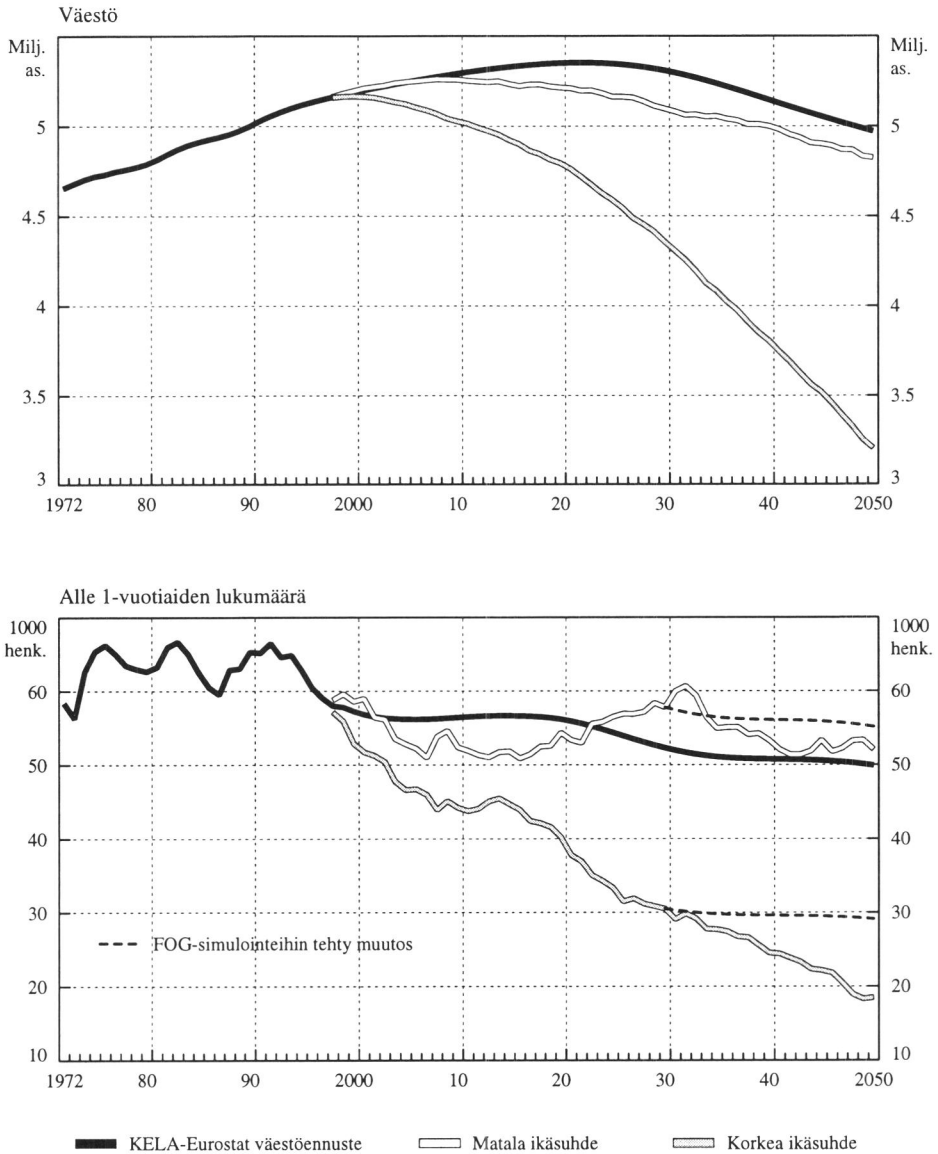 Väestö
Milj. as. Milj. as.
5 5
4.5 4.5
4 4
3.5 3.5
3 3
1972 80 90 2000 10 20 30 40 2050
Alle 1-vuotiaiden lukumäärä
1000 henk. 1000 henk.
60 60
50 50
40 40
30 30
FOG-simulointeihin tehty muutos
20 20
10 10
1972 80 90 2000 10 20 30 40 2050
KELA-Eurostat väestöennuste Matala ikäsuhde Korkea ikäsuhde